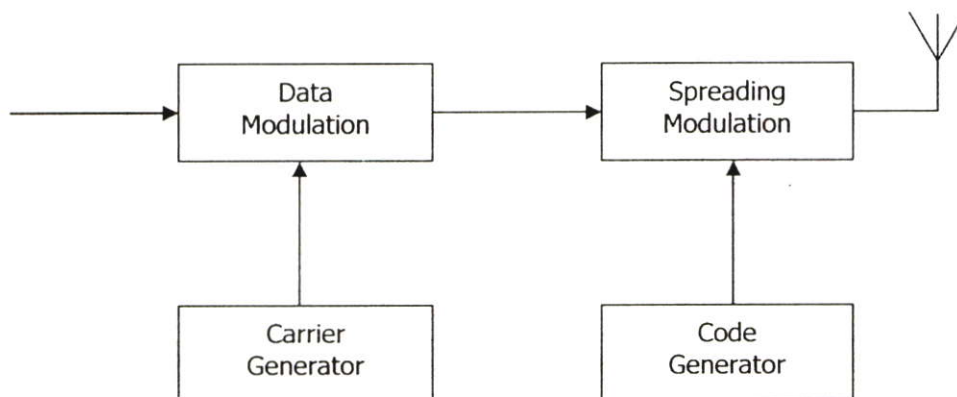 Data
Modulation
Spreading
Modulation
Carrier
Generator
Code
Generator